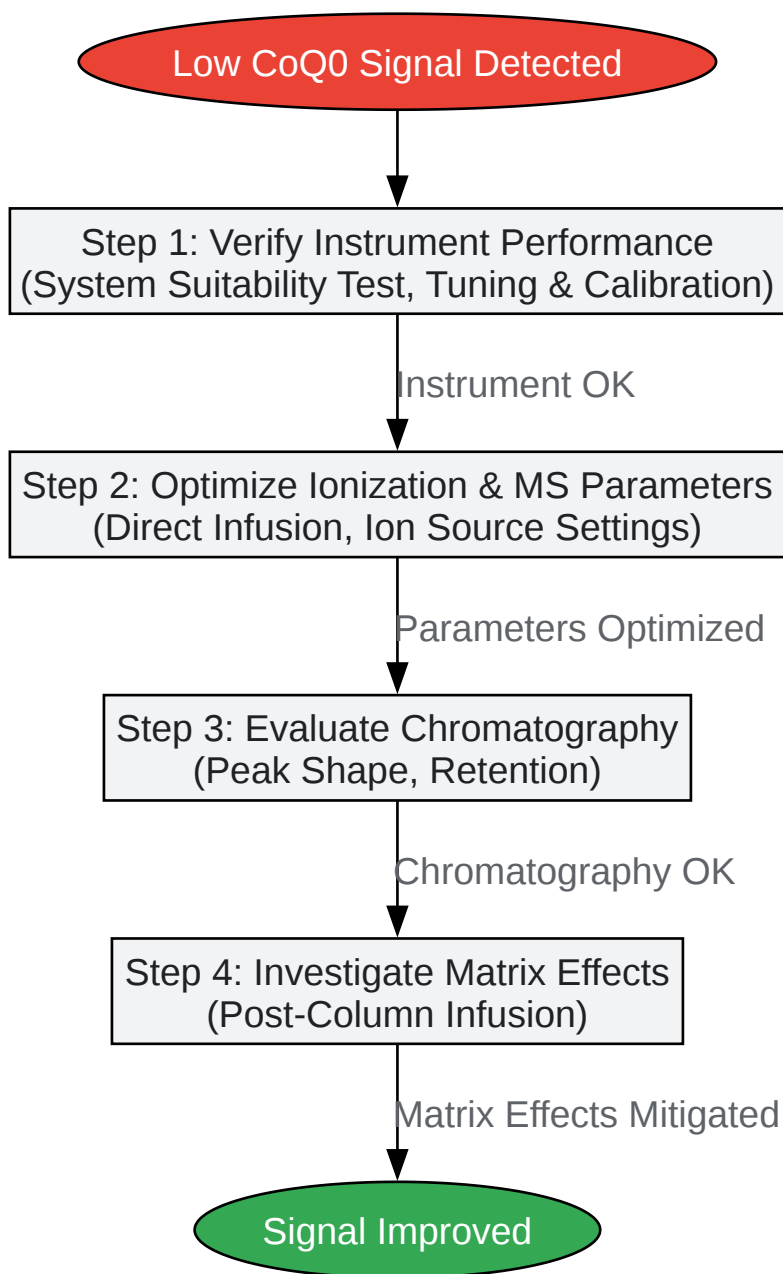 Low CoQ0 Signal Detected
Step 1: Verify Instrument Performance
(System Suitability Test, Tuning & Calibration)
Instrument OK
Step 2: Optimize Ionization & MS Parameters
(Direct Infusion, Ion Source Settings)
Parameters Optimized
Step 3: Evaluate Chromatography
(Peak Shape, Retention)
Chromatography OK
Step 4: Investigate Matrix Effects
(Post-Column Infusion)
Matrix Effects Mitigated
Signal Improved